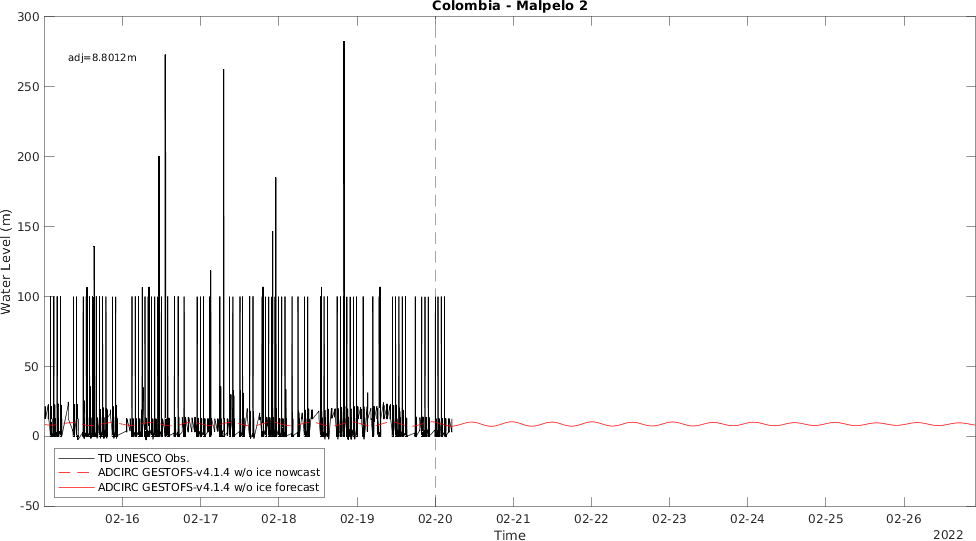 Colombia - Malpelo 2
adj=8.8012m
Water Level (m)
300
250
200
150
100
50
0
-50
TD UNESCO Obs.
ADCIRC GESTOFS-v4.1.4 w/o ice nowcast
ADCIRC GESTOFS-v4.1.4 w/o ice forecast
02-16 02-17 02-18 02-19 02-20 02-21 02-22 02-23 02-24 02-25 02-26
Time
2022